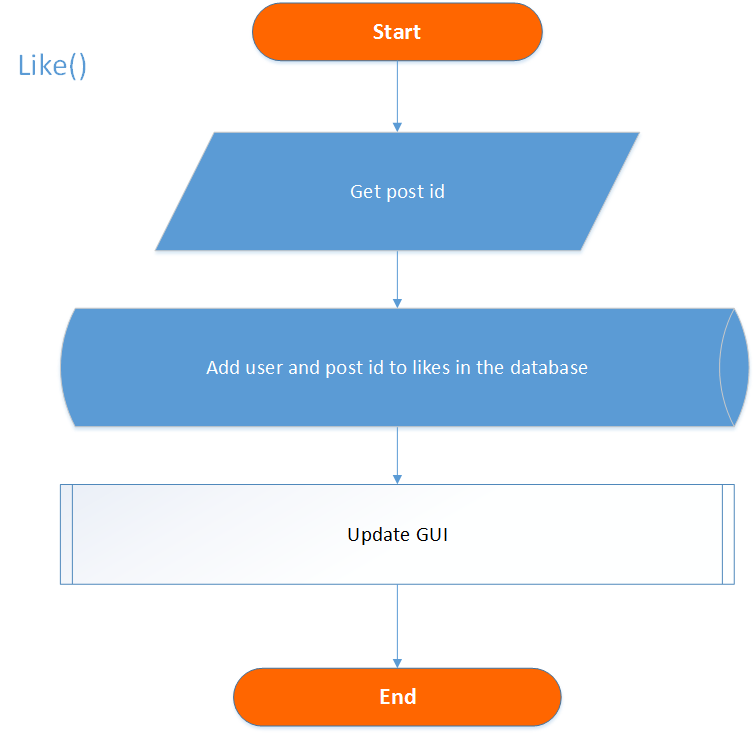 Start
Like()
Get post id
Add user and post id to likes in the database
Update GUI
End